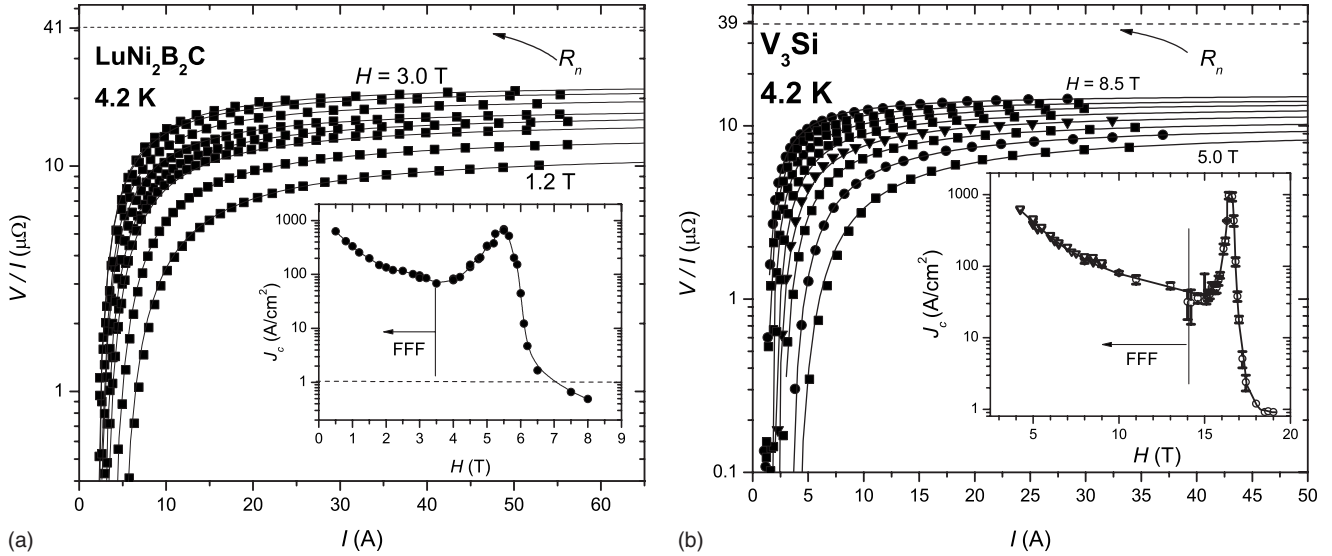 LuNi2B2C
4.2 K
Rn
H = 3.0 T
1.2 T
41
10
1
V / I (μΩ)
0 10 20 30 40 50 60
I (A)
(a)
1000
100
10
1
Jc (A/cm2)
FFF
0 1 2 3 4 5 6 7 8 9
H (T)
V3Si
4.2 K
Rn
H = 8.5 T
5.0 T
39
10
1
0.1
V / I (μΩ)
0 5 10 15 20 25 30 35 40 45 50
I (A)
(b)
1000
100
10
1
Jc (A/cm2)
FFF
5 10 14 16 18 20
H (T)